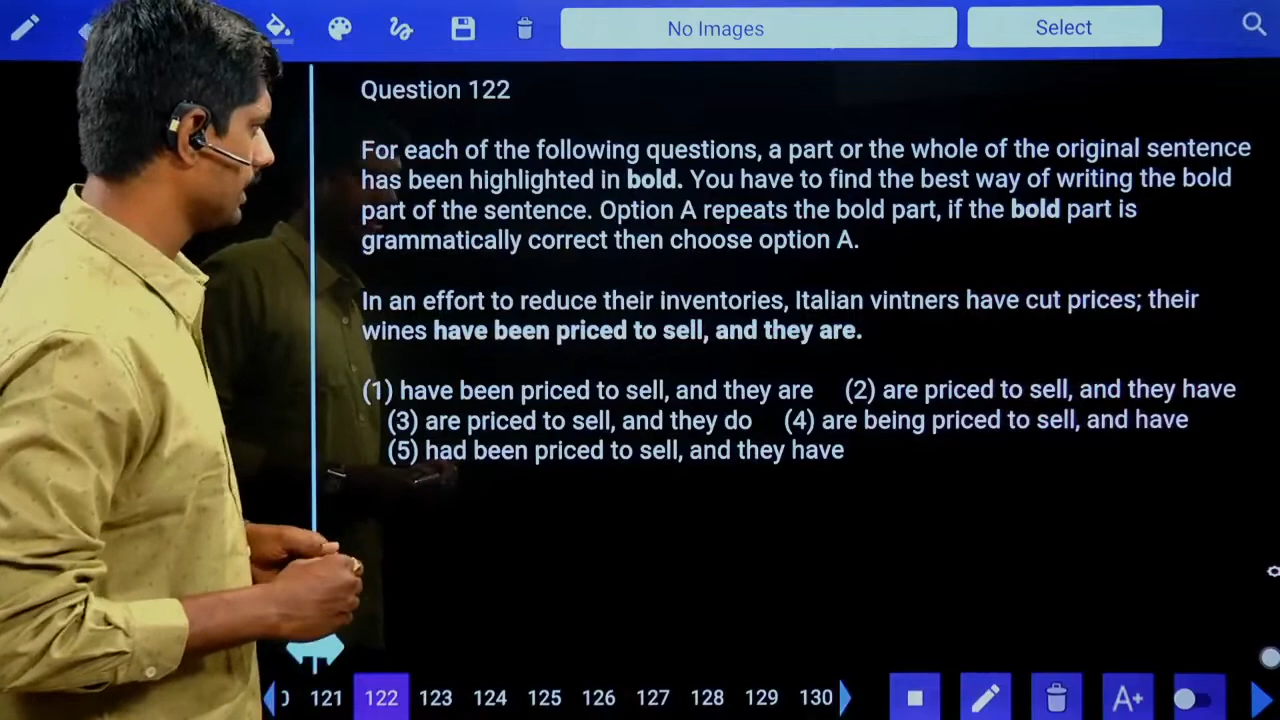 No Images
Select
Question 122
For each of the following questions, a part or the whole of the original sentence
has been highlighted in bold. You have to find the best way of writing the bold
part of the sentence. Option A repeats the bold part, if the bold part is
grammatically correct then choose option A.
In an effort to reduce their inventories, Italian vintners have cut prices; their
wines have been priced to sell, and they are.
(1) have been priced to sell, and they are (2) are priced to sell, and they have
(3) are priced to sell, and they do (4) are being priced to sell, and have
(5) had been priced to sell, and they have
121 122 123 124 125 126 127 128 129 130
A+